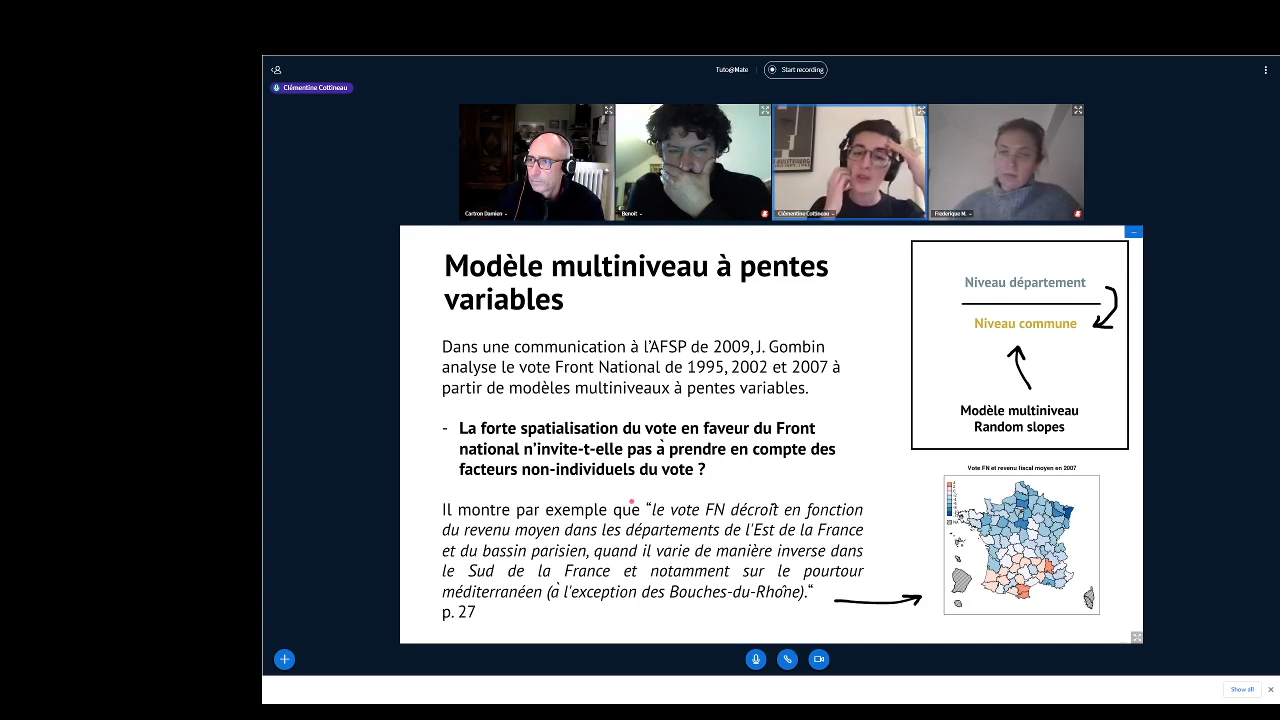 Tuto@Mate
Start recording
Clémentine Cottineau
Cartron Damien
Benoit
Clémentine Cottineau
Frederique M.
Modèle multiniveau à pentes
variables
Dans une communication à l'AFSP de 2009, J. Gombin
analyse le vote Front National de 1995, 2002 et 2007 à
partir de modèles multiniveaux à pentes variables.
- La forte spatialisation du vote en faveur du Front
national n'invite-t-elle pas à prendre en compte des
facteurs non-individuels du vote ?
Il montre par exemple que “le vote FN décroît en fonction
du revenu moyen dans les départements de l'Est de la France
et du bassin parisien, quand il varie de manière inverse dans
le Sud de la France et notamment sur le pourtour
méditerranéen (à l'exception des Bouches-du-Rhône).“
p. 27
Niveau département
Niveau commune
Modèle multiniveau
Random slopes
Vote FN et revenu fiscal moyen en 2007
Show all